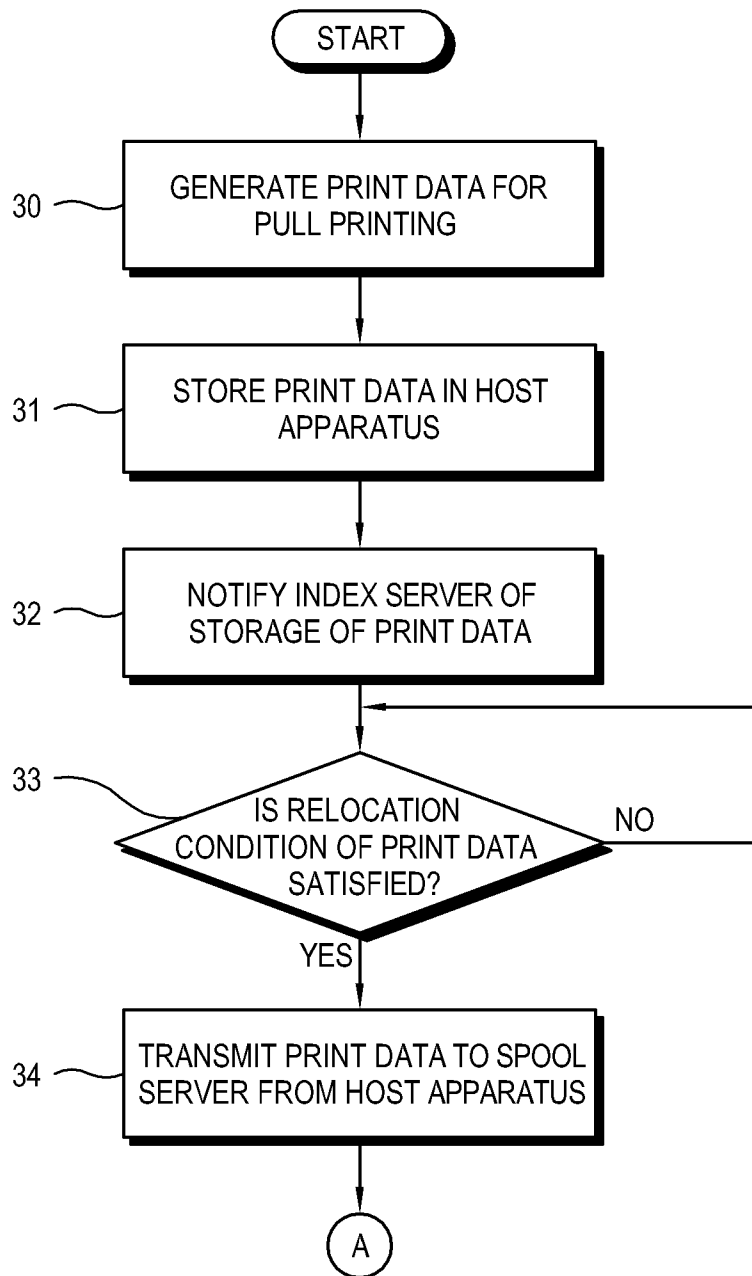 START
30
GENERATE PRINT DATA FOR
PULL PRINTING
31
STORE PRINT DATA IN HOST
APPARATUS
32
NOTIFY INDEX SERVER OF
STORAGE OF PRINT DATA
33
IS RELOCATION
CONDITION OF PRINT DATA
SATISFIED?
NO
YES
34
TRANSMIT PRINT DATA TO SPOOL
SERVER FROM HOST APPARATUS
A